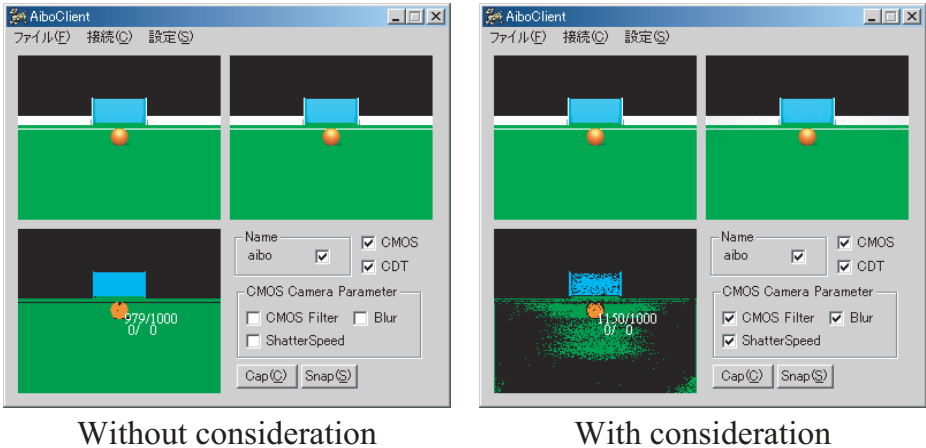 AiboClient
ファイル(F) 接続(C) 設定(S)
Name
aibo
CMOS
CDT
979/1000
0/ 0
CMOS Camera Parameter
CMOS Filter Blur
ShatterSpeed
Cap(C) Snap(S)
Without consideration
AiboClient
ファイル(F) 接続(C) 設定(S)
Name
aibo
CMOS
CDT
1150/1000
0/ 0
CMOS Camera Parameter
CMOS Filter Blur
ShatterSpeed
Cap(C) Snap(S)
With consideration